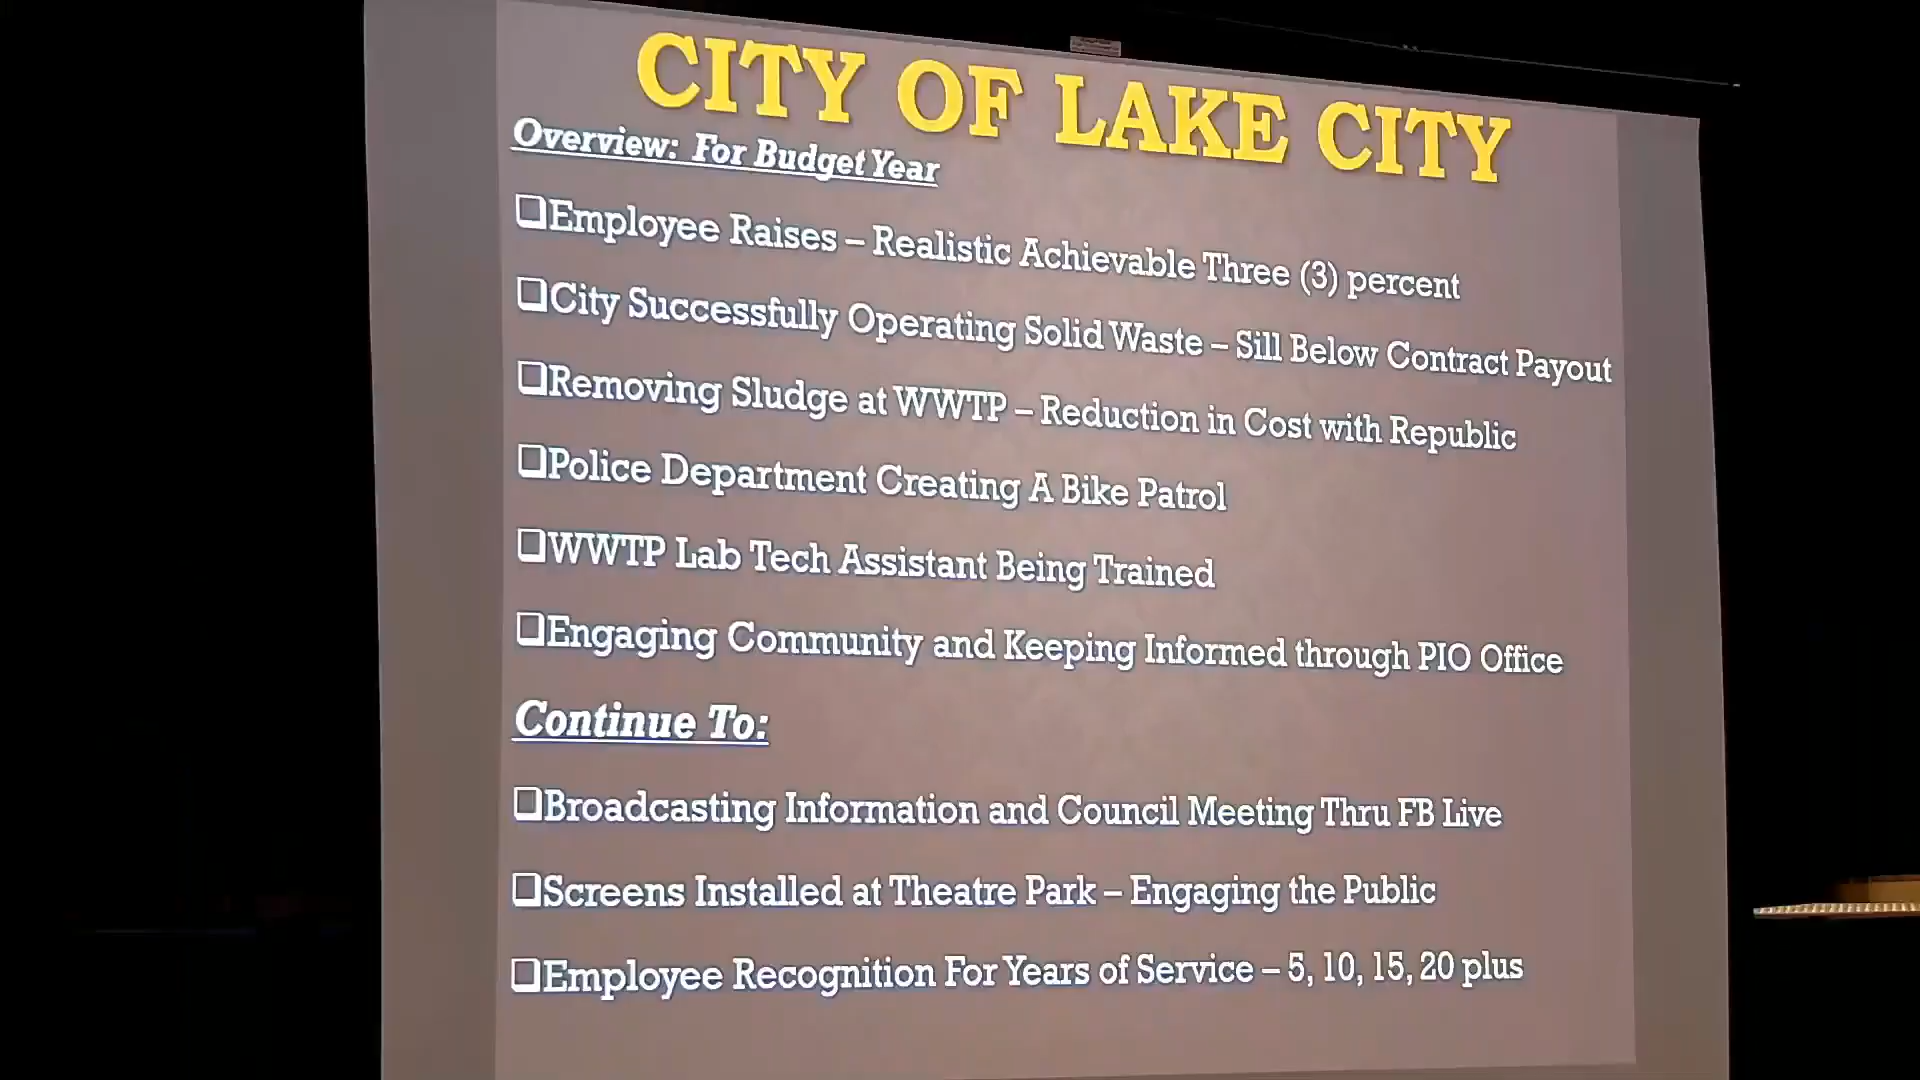 CITY OF LAKE CITY
Overview: For Budget Year
❑Employee Raises – Realistic Achievable Three (3) percent
❑City Successfully Operating Solid Waste – Sill Below Contract Payout
❑Removing Sludge at WWTP – Reduction in Cost with Republic
❑Police Department Creating A Bike Patrol
❑WWTP Lab Tech Assistant Being Trained
❑Engaging Community and Keeping Informed through PIO Office
Continue To:
❑Broadcasting Information and Council Meeting Thru FB Live
❑Screens Installed at Theatre Park – Engaging the Public
❑Employee Recognition For Years of Service – 5, 10, 15, 20 plus